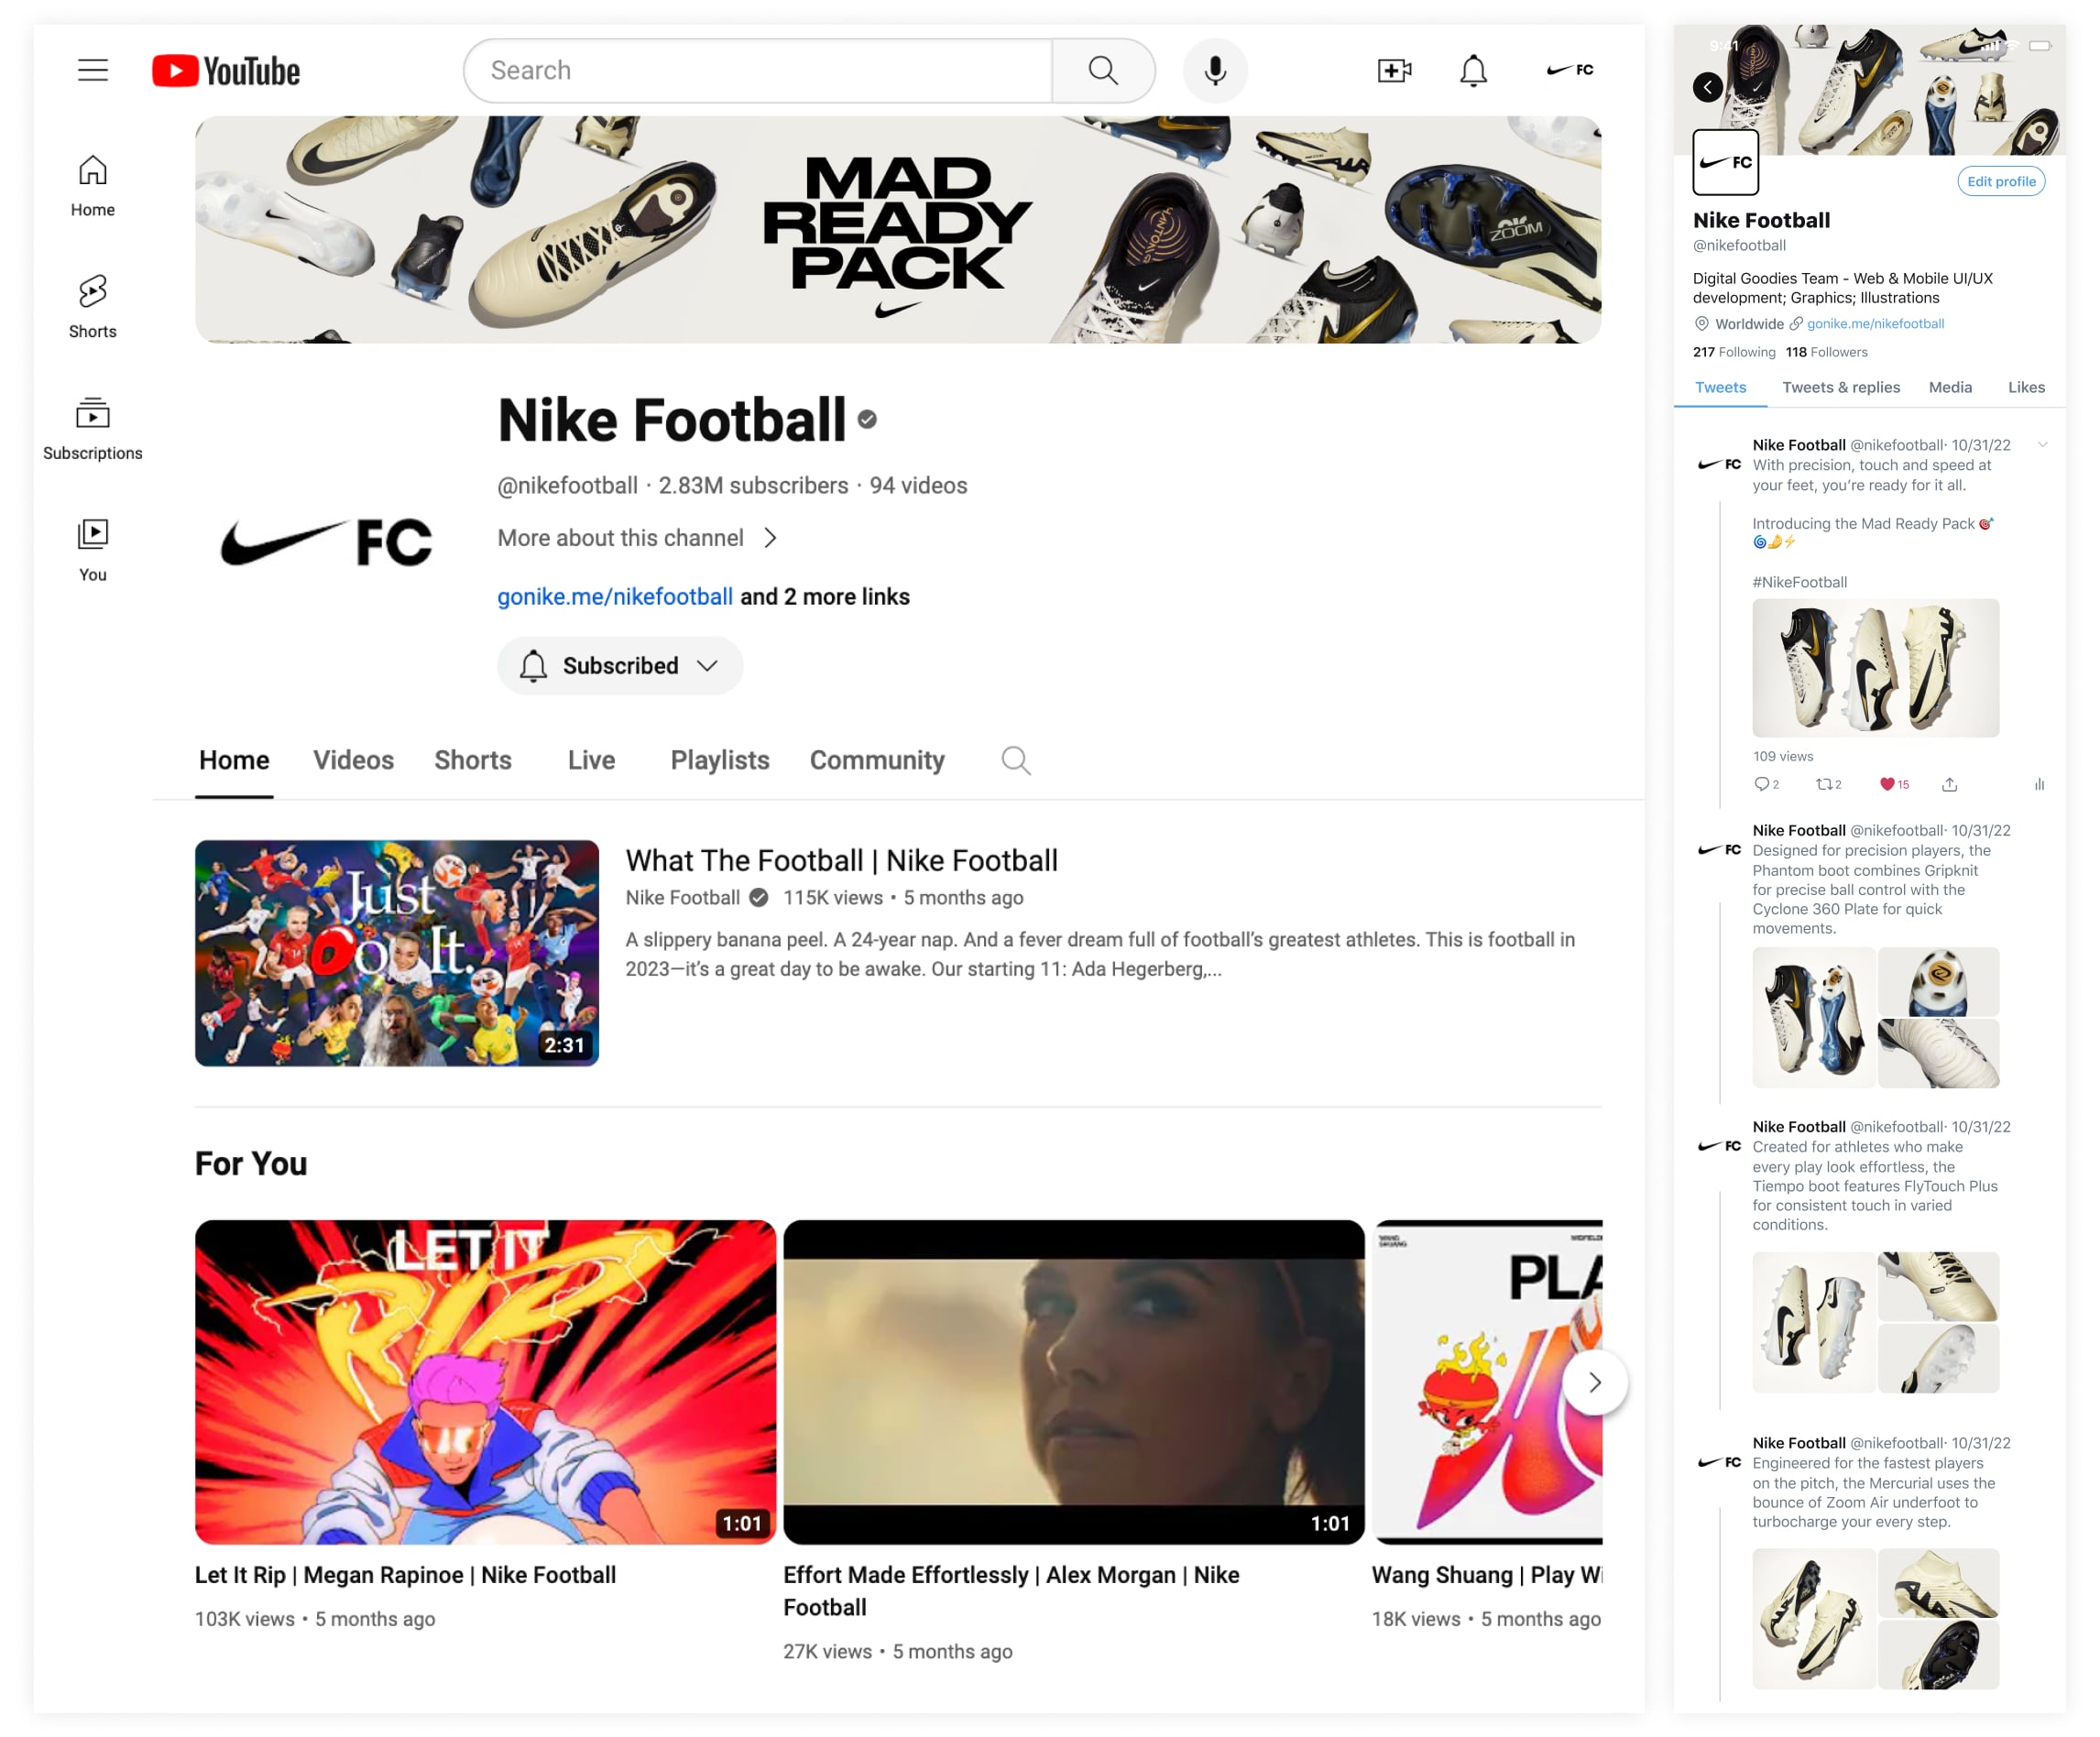 YouTube
Search
FC
Home
Shorts
Subscriptions
You
MAD
READY
PACK
ZOOM
Nike Football
@nikefootball · 2.83M subscribers · 94 videos
More about this channel
FC
gonike.me/nikefootball and 2 more links
Subscribed
Home Videos Shorts Live Playlists Community
Just
Do It.
2:31
What The Football | Nike Football
Nike Football 115K views • 5 months ago
A slippery banana peel. A 24-year nap. And a fever dream full of football's greatest athletes. This is football in
2023—it's a great day to be awake. Our starting 11: Ada Hegerberg,...
For You
LET IT
RIP
1:01
1:01
WANG
SHUANG
PLA
Let It Rip | Megan Rapinoe | Nike Football
103K views • 5 months ago
Effort Made Effortlessly | Alex Morgan | Nike
Football
27K views • 5 months ago
Wang Shuang | Play Wi
18K views • 5 months ago
9:41
FC
Edit profile
Nike Football
@nikefootball
Digital Goodies Team - Web & Mobile UI/UX
development; Graphics; Illustrations
Worldwide gonike.me/nikefootball
217 Following 118 Followers
Tweets Tweets & replies Media Likes
Nike Football @nikefootball· 10/31/22
FC
With precision, touch and speed at
your feet, you're ready for it all.
Introducing the Mad Ready Pack 🎯
🌀🤌⚡
#NikeFootball
109 views
2 2 15
Nike Football @nikefootball· 10/31/22
FC
Designed for precision players, the
Phantom boot combines Gripknit
for precise ball control with the
Cyclone 360 Plate for quick
movements.
Nike Football @nikefootball· 10/31/22
FC
Created for athletes who make
every play look effortless, the
Tiempo boot features FlyTouch Plus
for consistent touch in varied
conditions.
Nike Football @nikefootball· 10/31/22
FC
Engineered for the fastest players
on the pitch, the Mercurial uses the
bounce of Zoom Air underfoot to
turbocharge your every step.